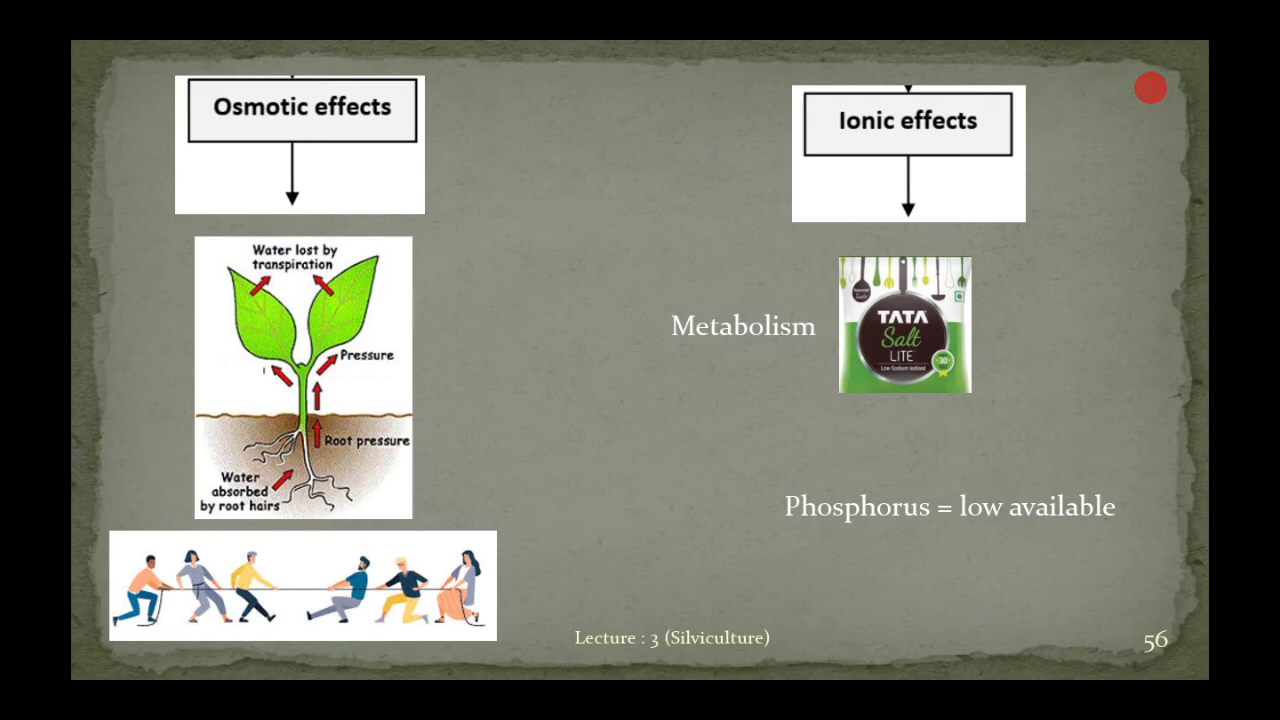 Osmotic effects
Ionic effects
Water lost by
transpiration
Pressure
Root pressure
Water
absorbed
by root hairs
Metabolism
TATA
Salt
LITE
Low Sodium Iodised
30
Phosphorus = low available
Lecture : 3 (Silviculture)
56